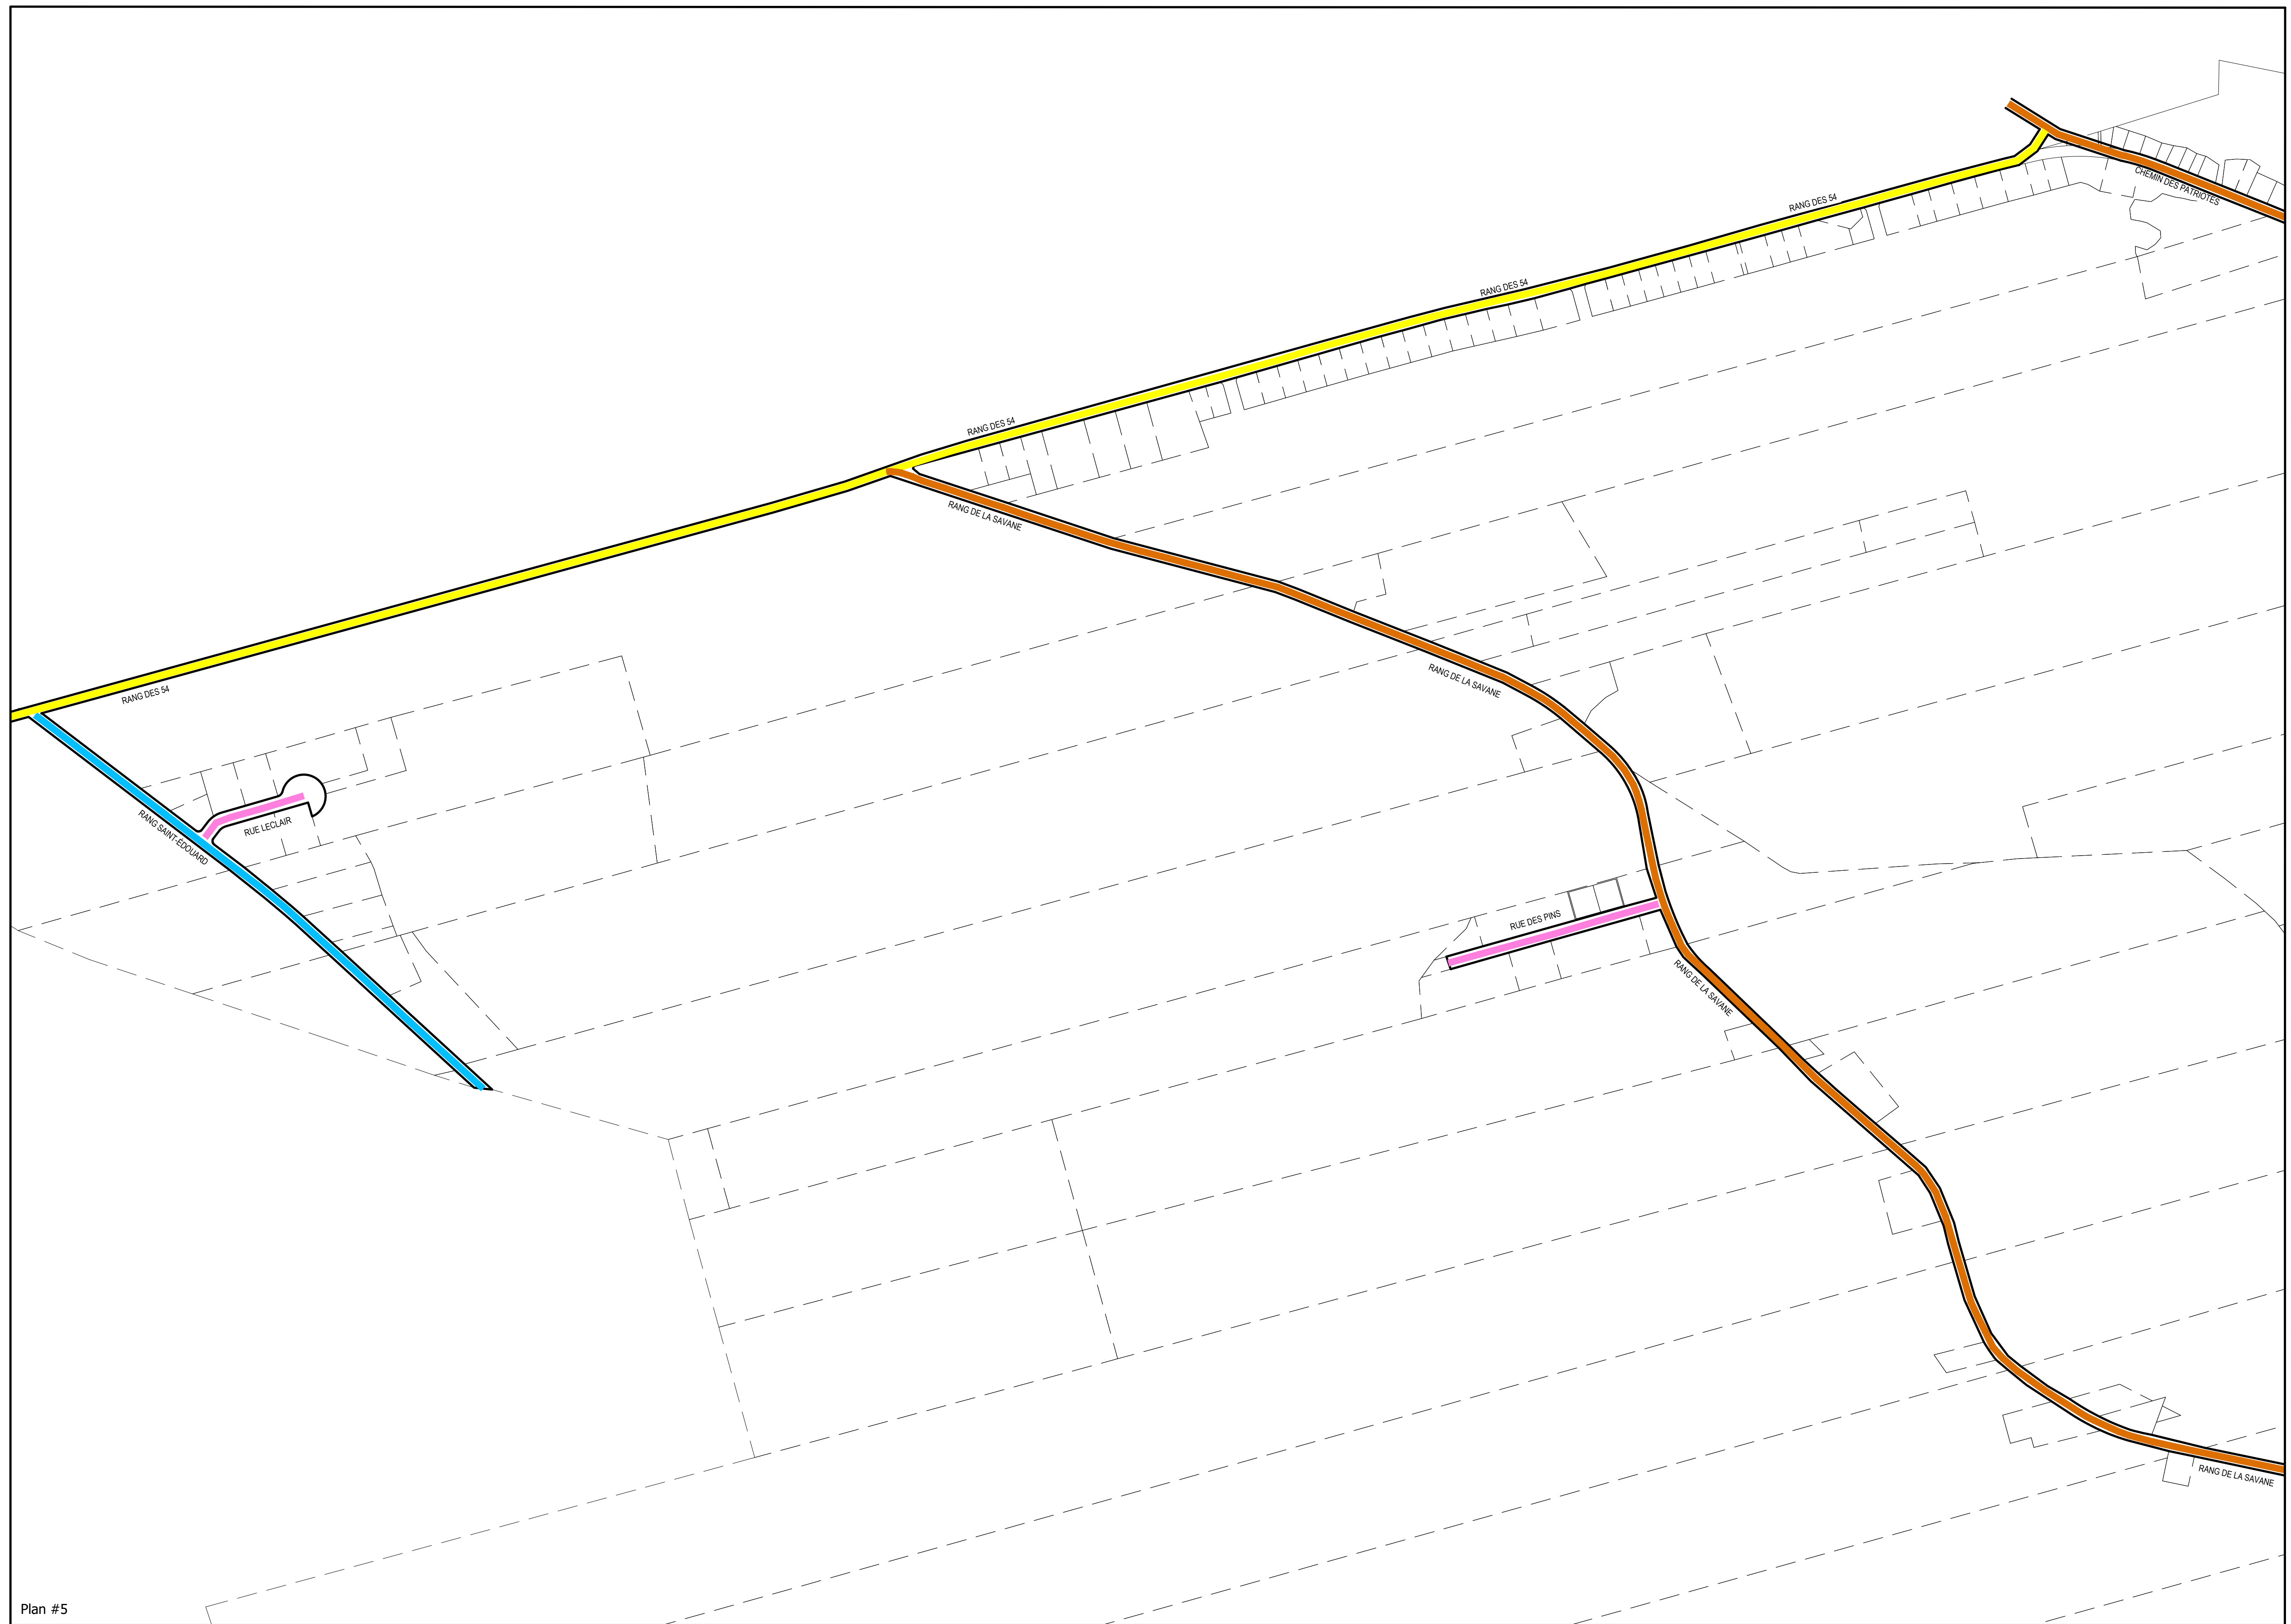 CHEMIN DES PATRIOTES
RANG DES 54
RANG DES 54
RANG DES 54
RANG DE LA SAVANE
RANG DE LA SAVANE
RANG DES 54
RANG SAINT-EDOUARD
RUE LECLAIR
RUE DES PINS
RANG DE LA SAVANE
RANG DE LA SAVANE
Plan #5